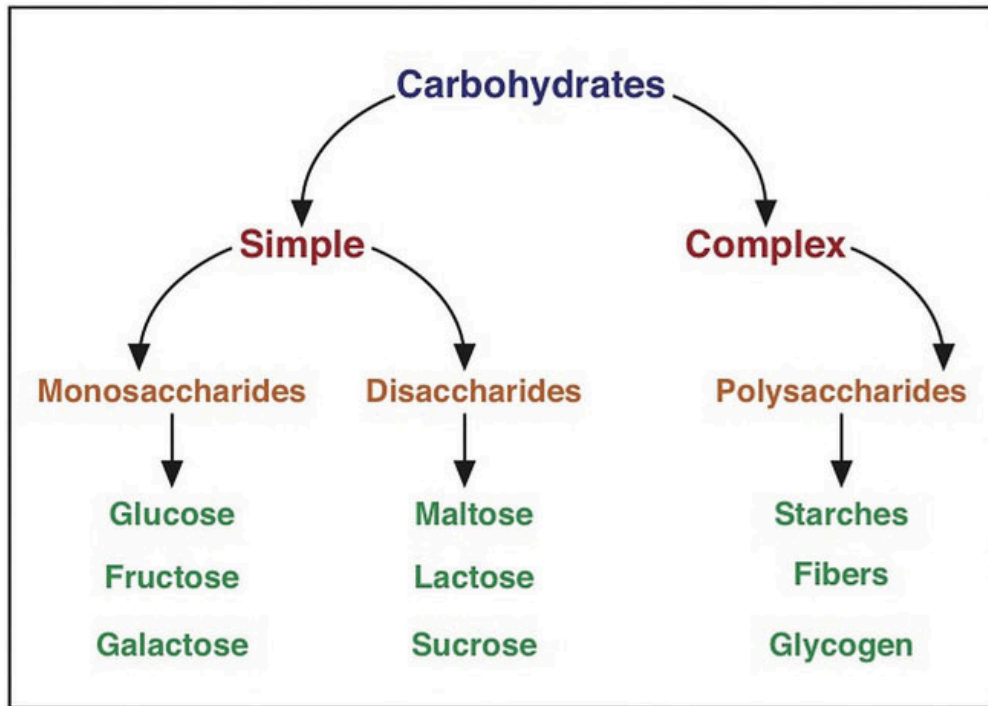 Carbohydrates
Simple Complex
Monosaccharides Disaccharides Polysaccharides
Glucose Maltose Starches
Fructose Lactose Fibers
Galactose Sucrose Glycogen